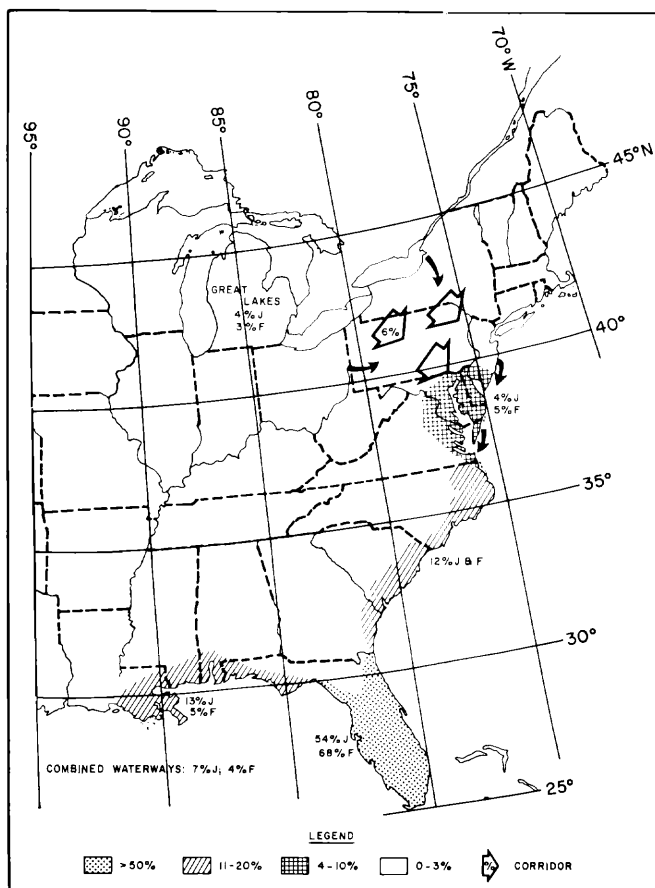 70°W
75°
80°
85°
90°
95°
45°N
GREAT
LAKES
4%J
3%F
6%
40°
4%J
5%F
35°
12%J & F
30°
13%J
5%F
54%J
68%F
COMBINED WATERWAYS: 7%J; 4%F
25°
LEGEND
>50% 11-20% 4-10% 0-3% % CORRIDOR